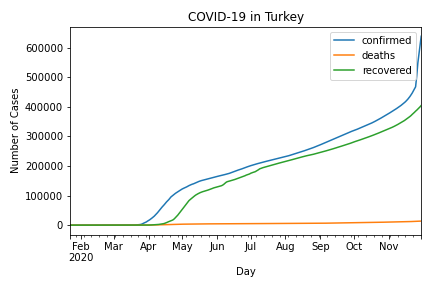 COVID-19 in Turkey
confirmed
deaths
recovered
Number of Cases
600000
500000
400000
300000
200000
100000
0
Feb Mar Apr May Jun Jul Aug Sep Oct Nov
2020
Day